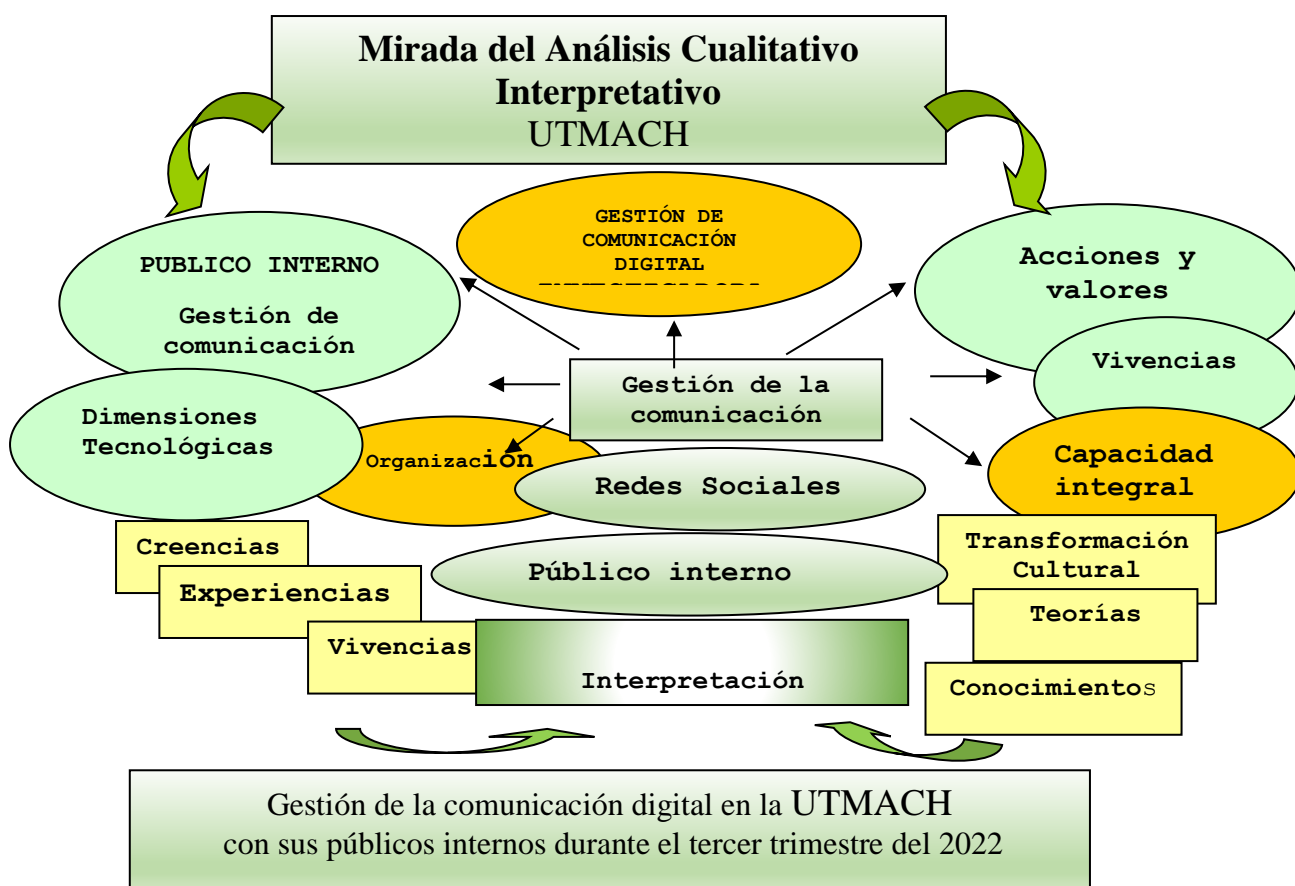 Mirada del Análisis Cualitativo
Interpretativo
UTMACH
GESTIÓN DE
COMUNICACIÓN
DIGITAL
PUBLICO INTERNO
Gestión de
comunicación
Acciones y
valores
Vivencias
Gestión de la
comunicación
Dimensiones
Tecnológicas
Organización
Redes Sociales
Capacidad
integral
Creencias
Experiencias
Vivencias
Público interno
Transformación
Cultural
Teorías
Conocimientos
Interpretación
Gestión de la comunicación digital en la UTMACH
con sus públicos internos durante el tercer trimestre del 2022